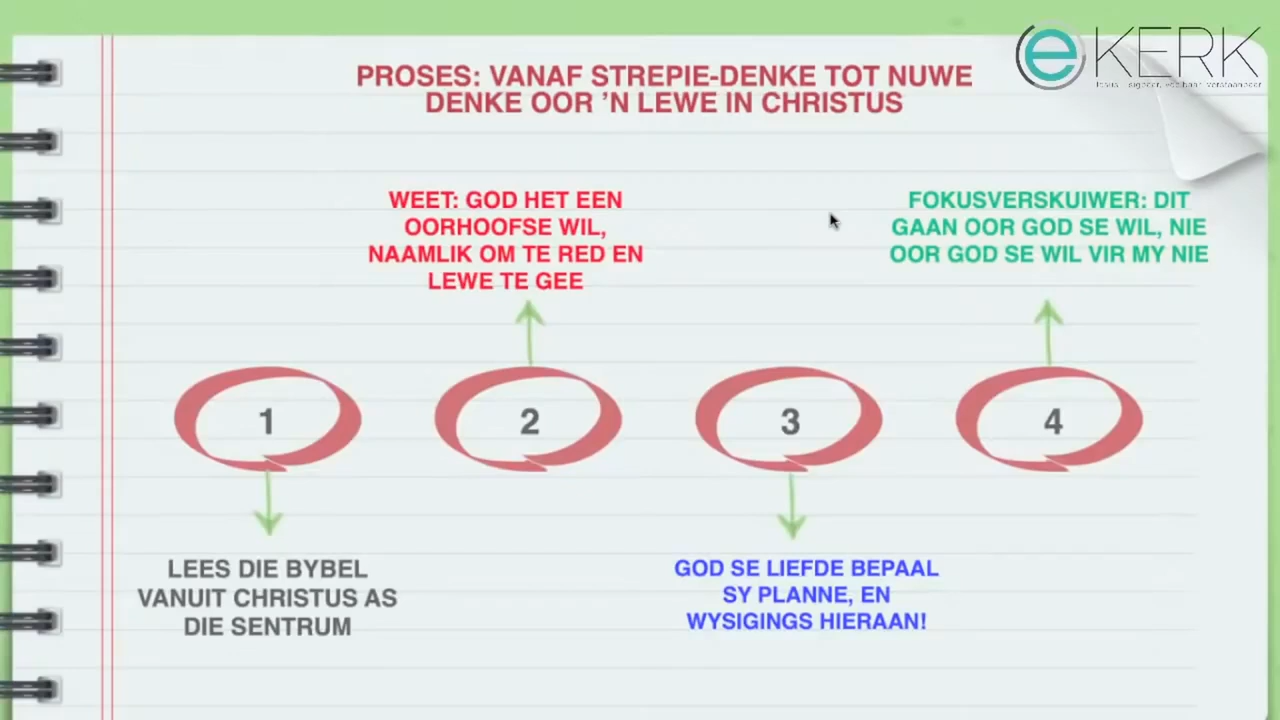 eKERK
PROSES: VANAF STREPIE-DENKE TOT NUWE
DENKE OOR ’N LEWE IN CHRISTUS
WEET: GOD HET EEN
OORHOOFSE WIL,
NAAMLIK OM TE RED EN
LEWE TE GEE
FOKUSVERSKUIWER: DIT
GAAN OOR GOD SE WIL, NIE
OOR GOD SE WIL VIR MY NIE
1
2
3
4
LEES DIE BYBEL
VANUIT CHRISTUS AS
DIE SENTRUM
GOD SE LIEFDE BEPAAL
SY PLANNE, EN
WYSIGINGS HIERAAN!